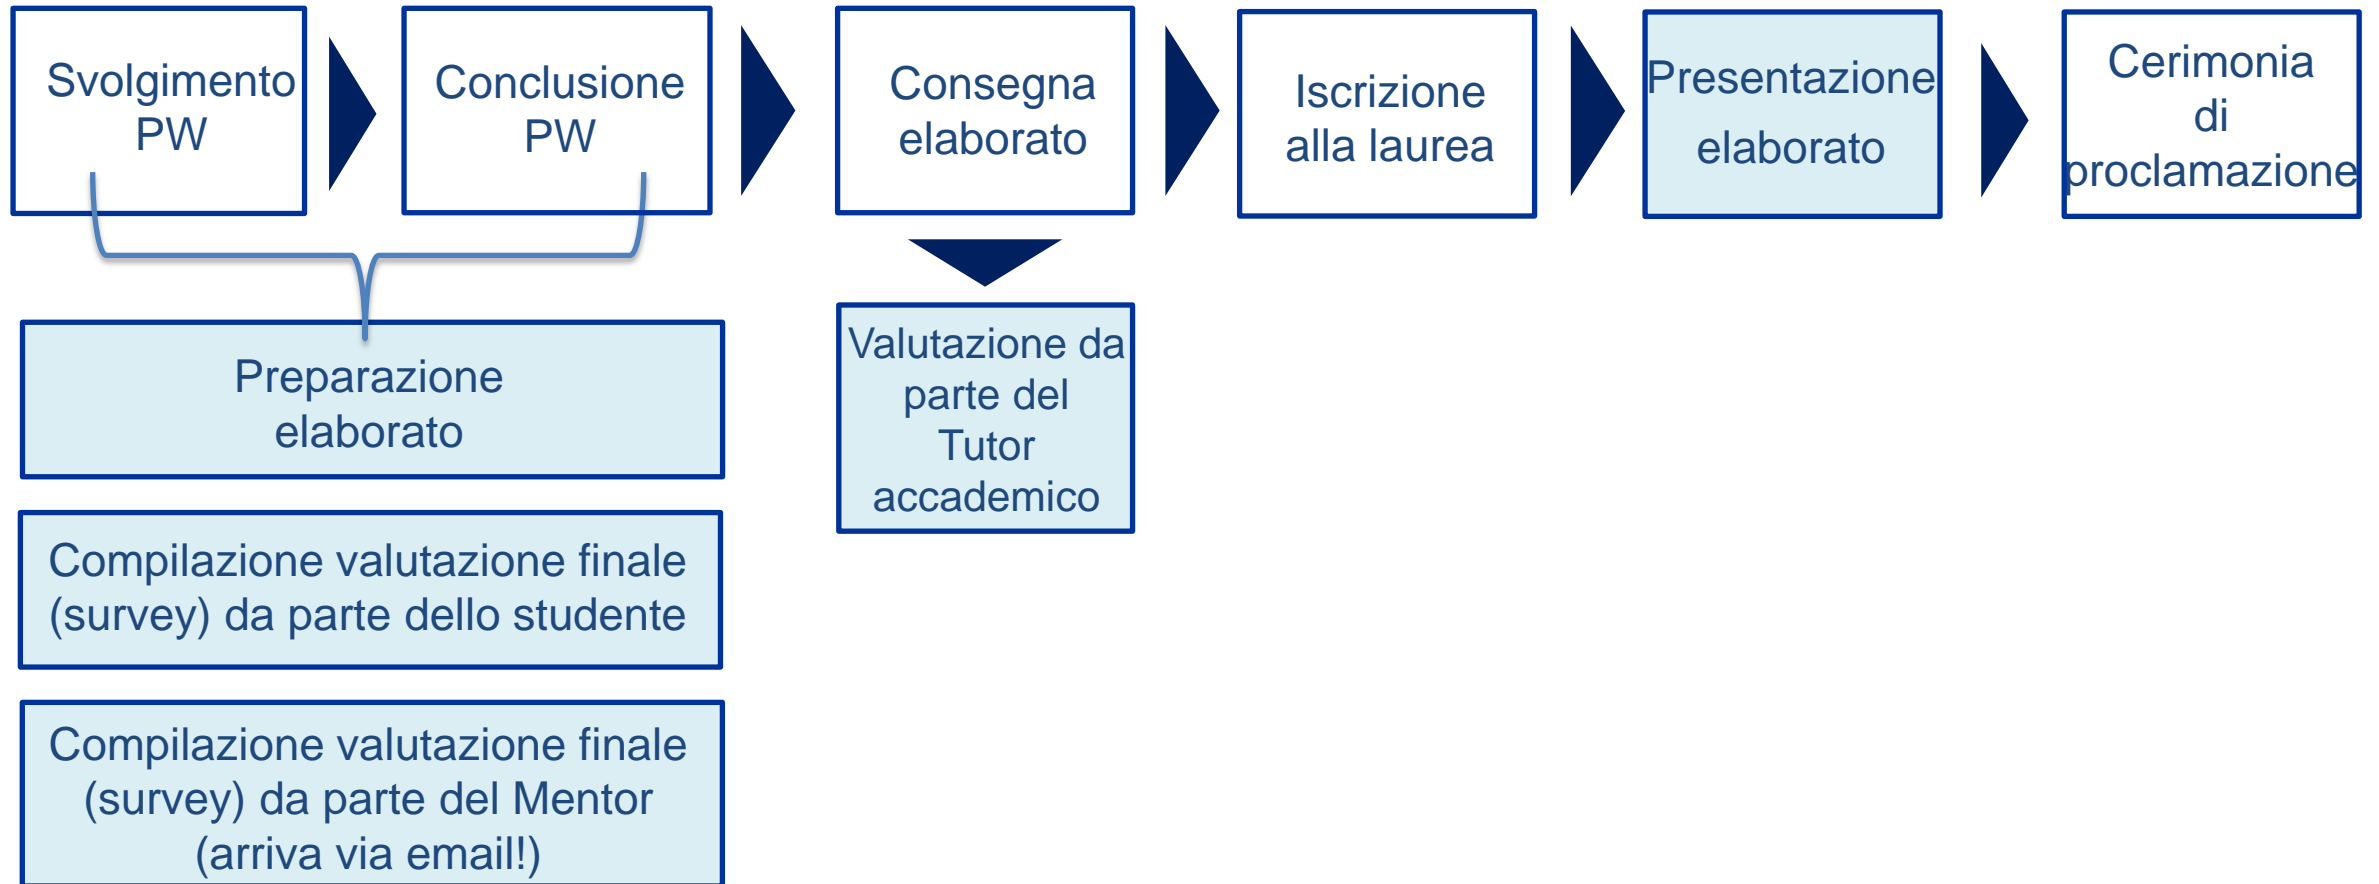 Svolgimento
PW
Conclusione
PW
Consegna
elaborato
Iscrizione
alla laurea
Presentazione
elaborato
Cerimonia
di
proclamazione
Preparazione
elaborato
Valutazione da
parte del
Tutor
accademico
Compilazione valutazione finale
(survey) da parte dello studente
Compilazione valutazione finale
(survey) da parte del Mentor
(arriva via email!)